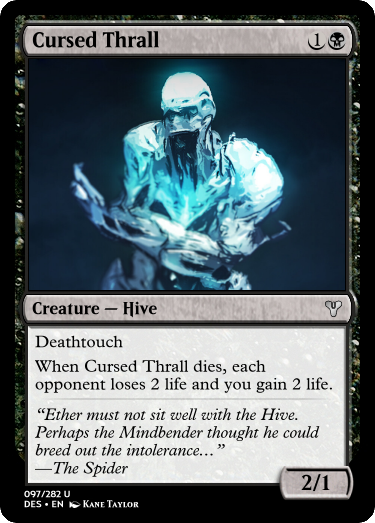 Cursed Thrall 1
Creature — Hive
Deathtouch
When Cursed Thrall dies, each
opponent loses 2 life and you gain 2 life.
“Ether must not sit well with the Hive.
Perhaps the Mindbender thought he could
breed out the intolerance…”
—The Spider
2/1
097/282 U
DES • EN Kane Taylor